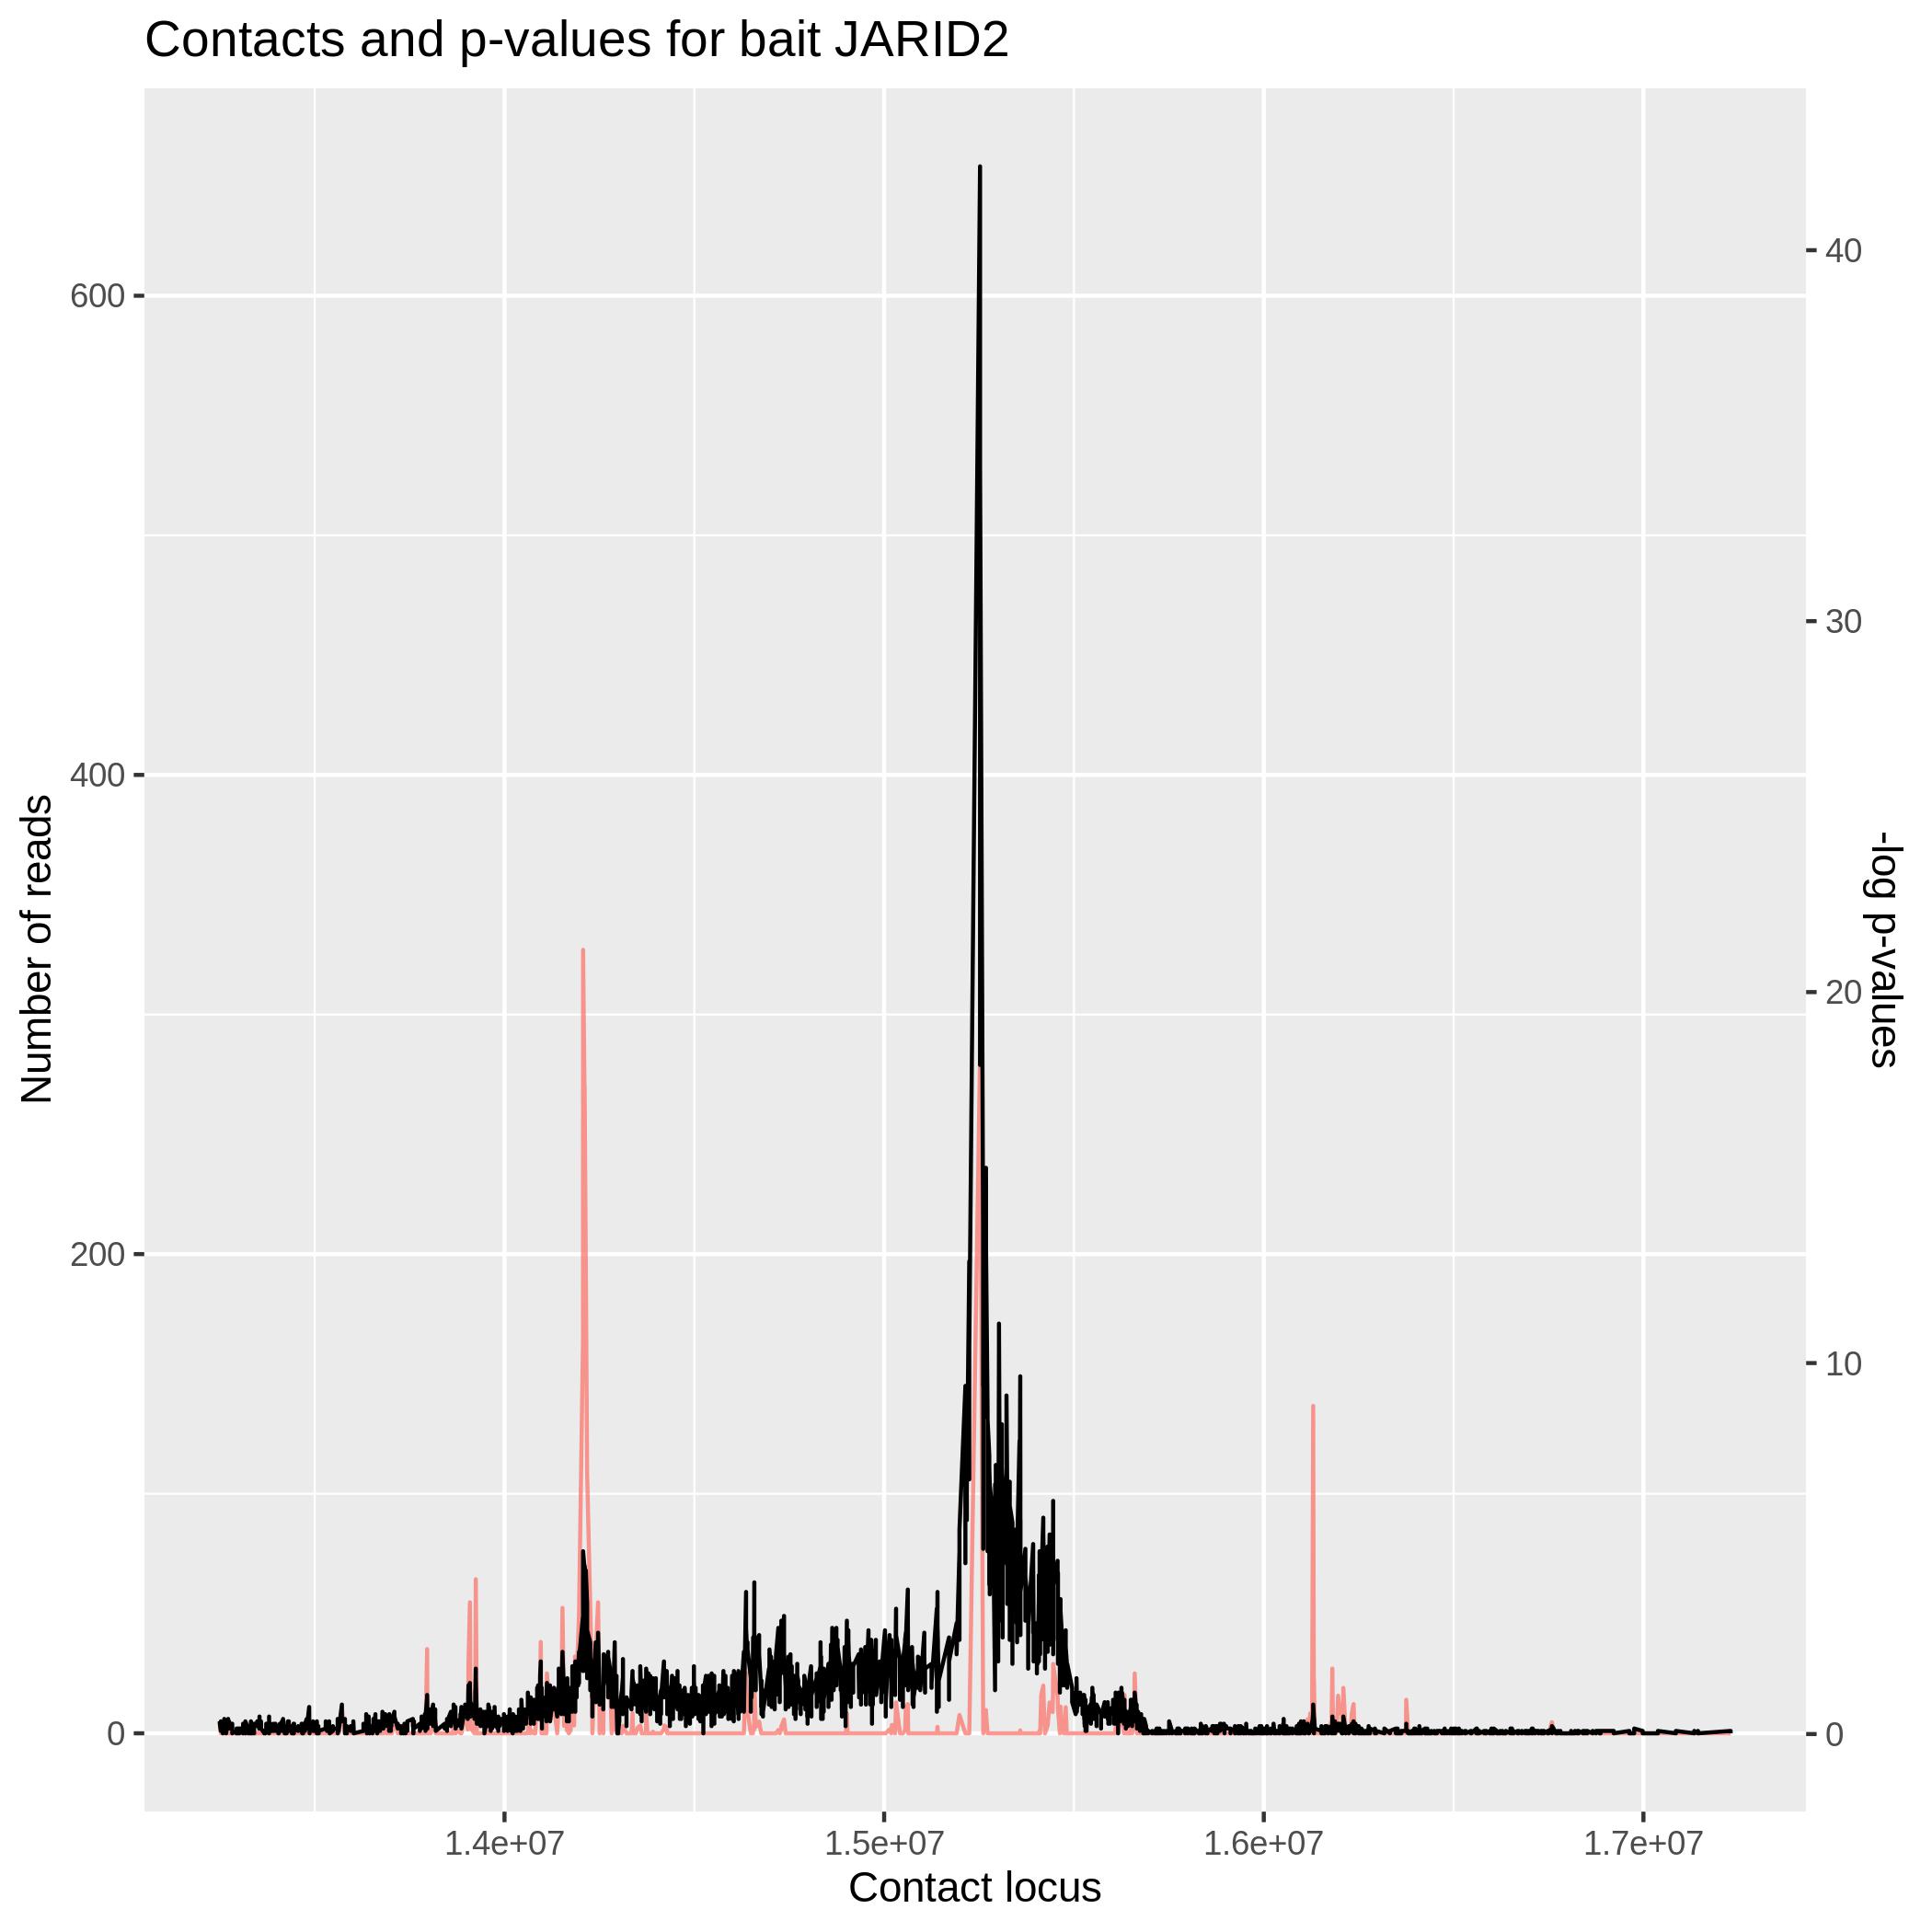 Contacts and p-values for bait JARID2
Number of reads
600
400
200
0
40
30
20
10
0
-log p-values
1.4e+07
1.5e+07
1.6e+07
1.7e+07
Contact locus